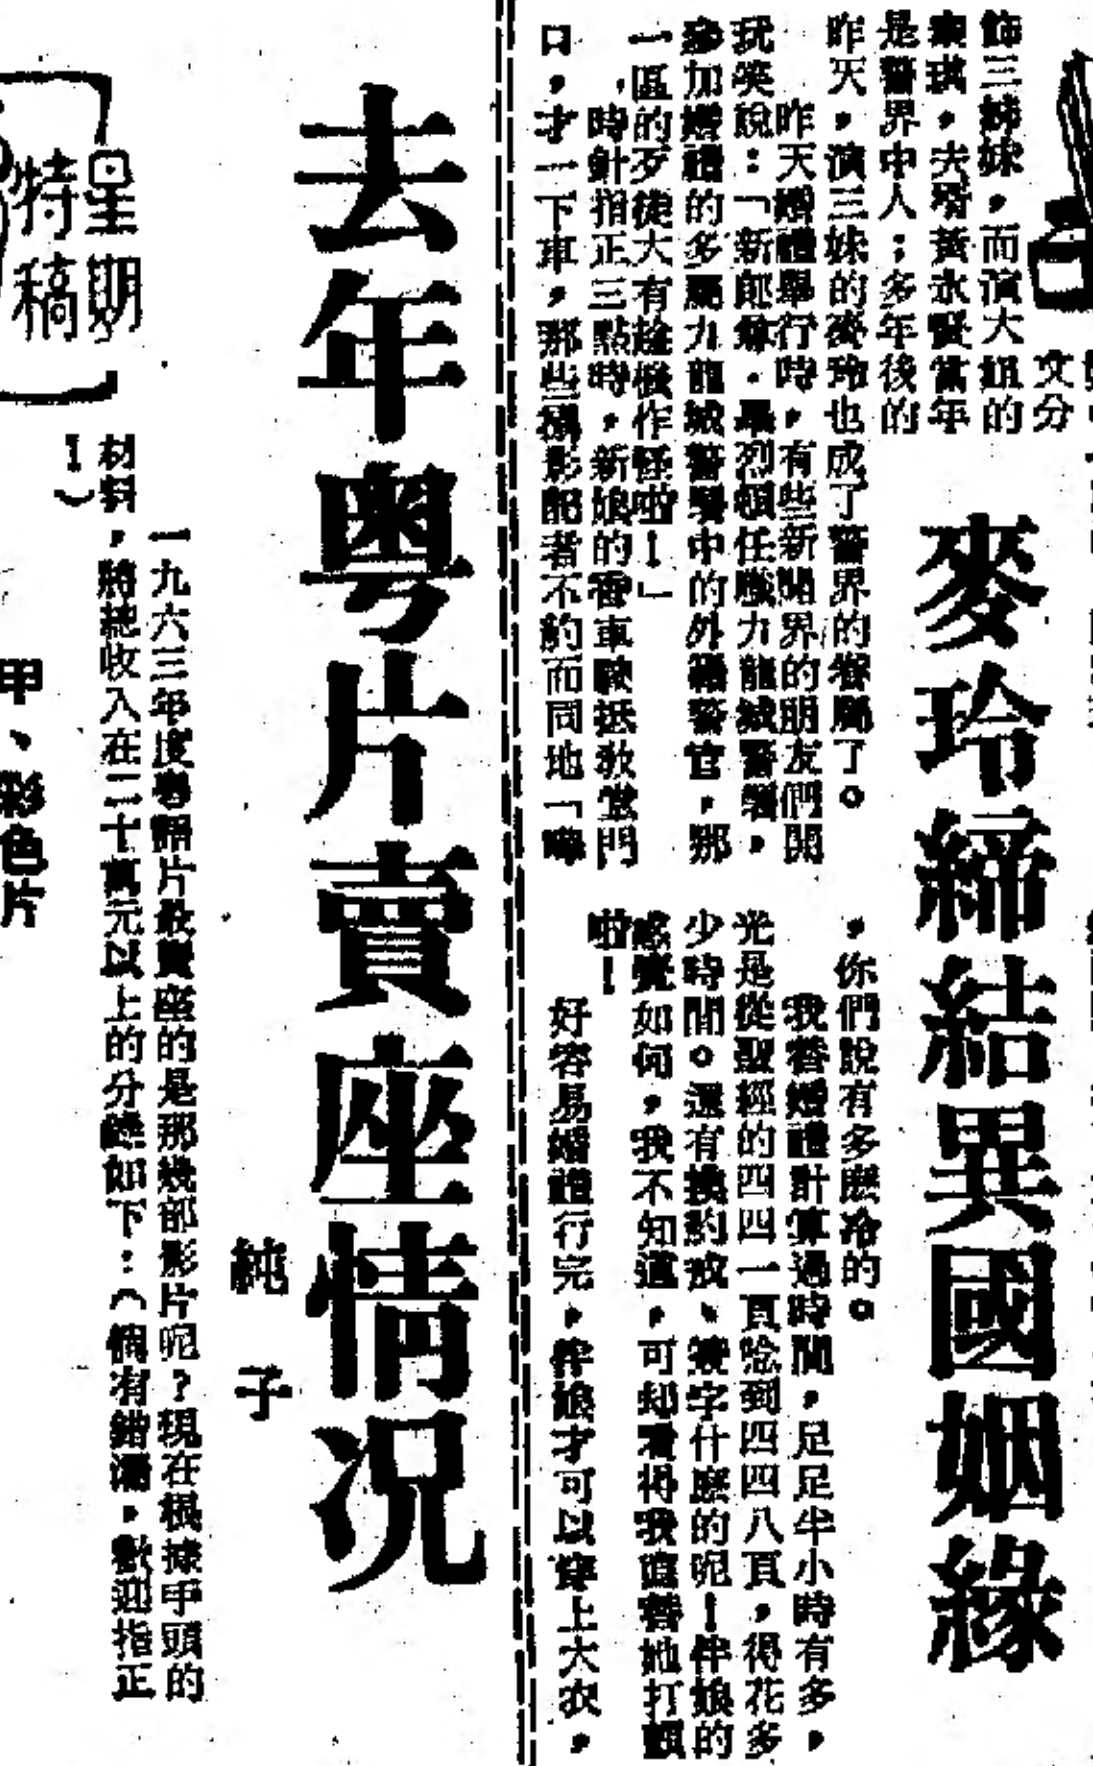 麥玲締結異國姻緣
文分
飾三姊妹，而演大姐的
琪，夫壻黃永賢當年
是警界中人；多年後的
昨天，演三妹的麥玲也成了警界的眷屬了。
昨天婚禮舉行時，有些新聞界的朋友們開
玩笑說：「新郎　　．　烈頓任職九龍城警署，
參加婚禮的多屬九龍城警署中的外籍警官，那
一區的歹徒大有趁機作怪啦！」
時針指正三點時，新娘的香車駛抵教堂門
口，才一下車，那些攝影記者不約而同地「嘩
，你們說有多麽冷的。
我替婚禮計算過時間，足足半小時有多，
光是從聖經的四四一頁唸到四四八頁，得花多
少時間。還有換約戒、簽字什麽的呢！伴娘的
感覺如何，我不知道，可却看得我直替她打顫
啦！
好容易婚禮行完，伴娘才可以穿上大衣，
去年粵片賣座情况
純子
星期
特稿
一九六三年度粵語片最賣座的是那幾部影片呢？現在根據手頭的
材料，將總收入在二十萬元以上的分錄如下：（倘有錯漏，歡迎指正
！）
甲、彩色片